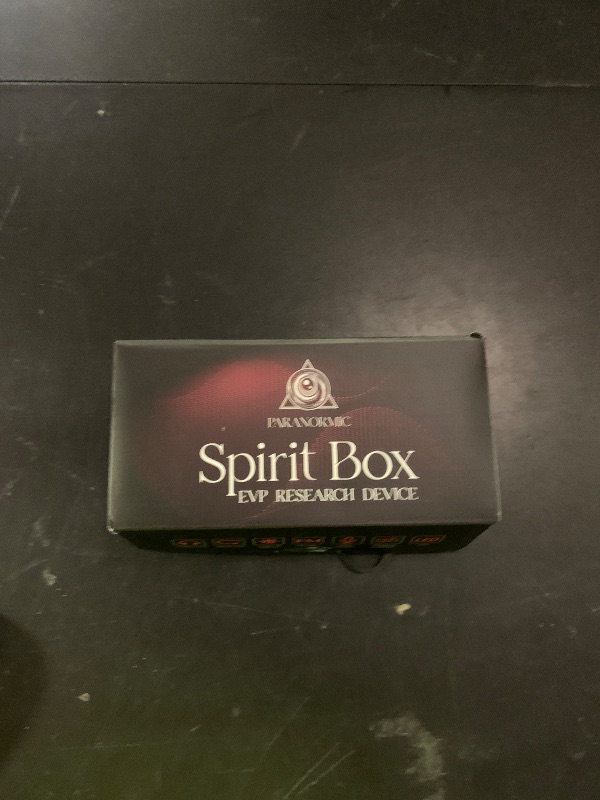 PARANORMIC
Spirit Box
EVP RESEARCH DEVICE